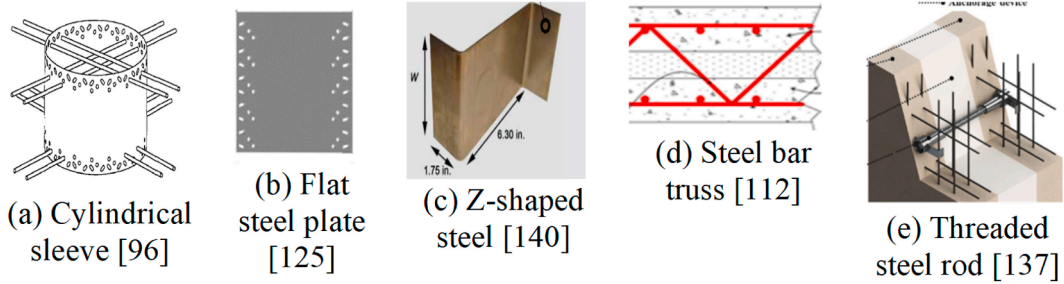 Anchorage device
W
6.30 in.
1.75 in.
(a) Cylindrical
sleeve [96]
(b) Flat
steel plate
[125]
(c) Z-shaped
steel [140]
(d) Steel bar
truss [112]
(e) Threaded
steel rod [137]